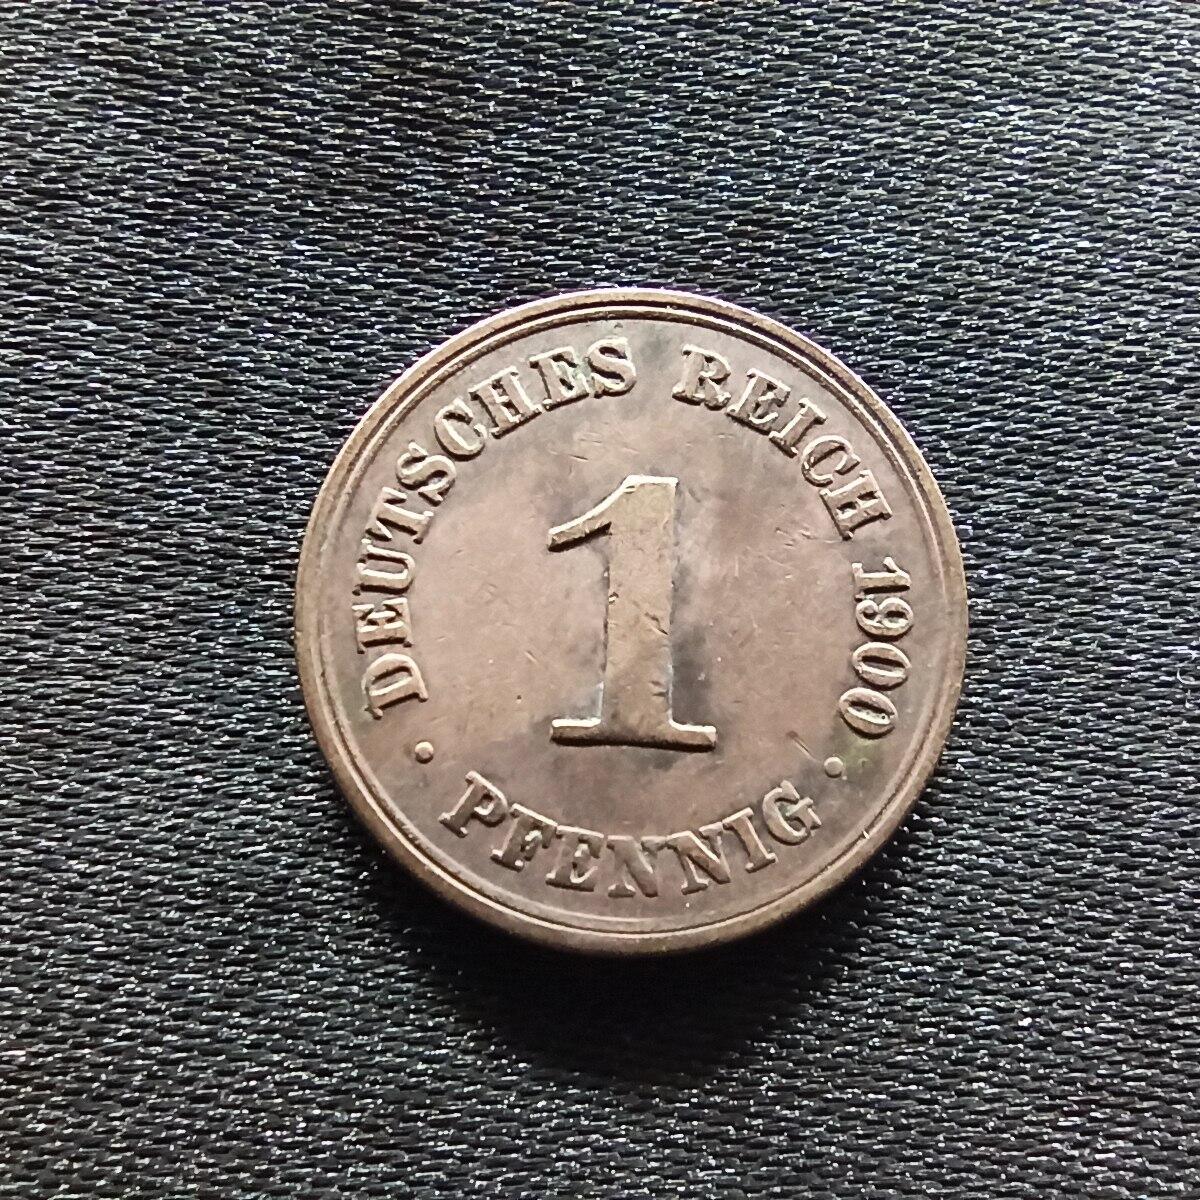 DEUTSCHES REICH 1900
1
· PFENNIG ·